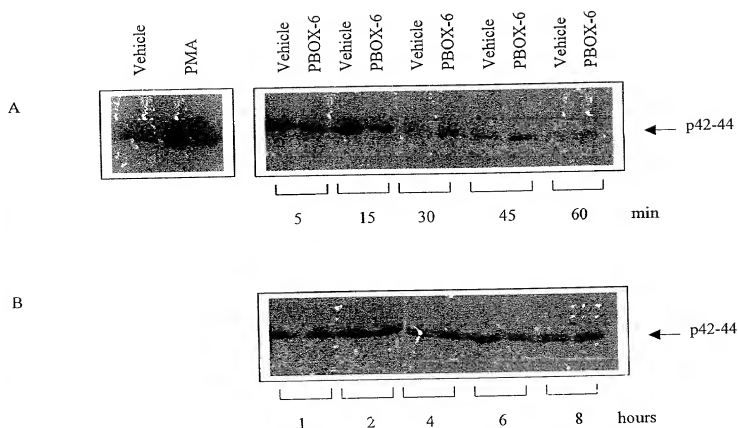 Vehicle
PMA
Vehicle
PBOX-6
Vehicle
PBOX-6
Vehicle
PBOX-6
Vehicle
PBOX-6
Vehicle
PBOX-6
A
p42-44
5 15 30 45 60 min
B
p42-44
1 2 4 6 8 hours